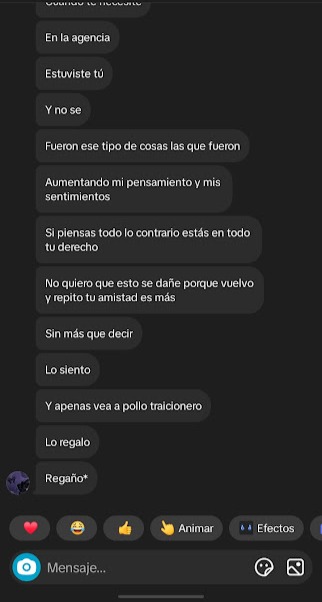 Cuando te necesité
En la agencia
Estuviste tú
Y no se
Fueron ese tipo de cosas las que fueron
Aumentando mi pensamiento y mis
sentimientos
Si piensas todo lo contrario estás en todo
tu derecho
No quiero que esto se dañe porque vuelvo
y repito tu amistad es más
Sin más que decir
Lo siento
Y apenas vea a pollo traicionero
Lo regalo
Regaño*
Animar
Efectos
Mensaje...